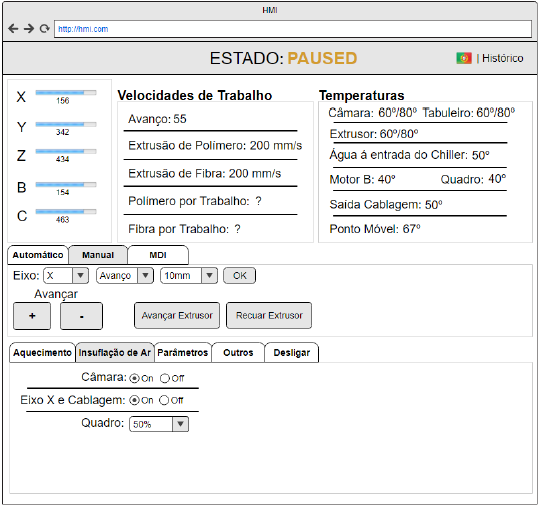 HMI
http://hmi.com
ESTADO: PAUSED
| Histórico
X
156
Y
342
Z
434
B
154
C
463
Velocidades de Trabalho
Avanço: 55
Extrusão de Polímero: 200 mm/s
Extrusão de Fibra: 200 mm/s
Polímero por Trabalho: ?
Fibra por Trabalho: ?
Temperaturas
Câmara: 60º/80º Tabuleiro: 60º/80º
Extrusor: 60º/80º
Água á entrada do Chiller: 50º
Motor B: 40º Quadro: 40º
Saída Cablagem: 50º
Ponto Móvel: 67º
Automático Manual MDI
Eixo: X Avanço 10mm OK
Avançar
+ - Avançar Extrusor Recuar Extrusor
Aquecimento Insuflação de Ar Parâmetros Outros Desligar
Câmara: On Off
Eixo X e Cablagem: On Off
Quadro: 50%